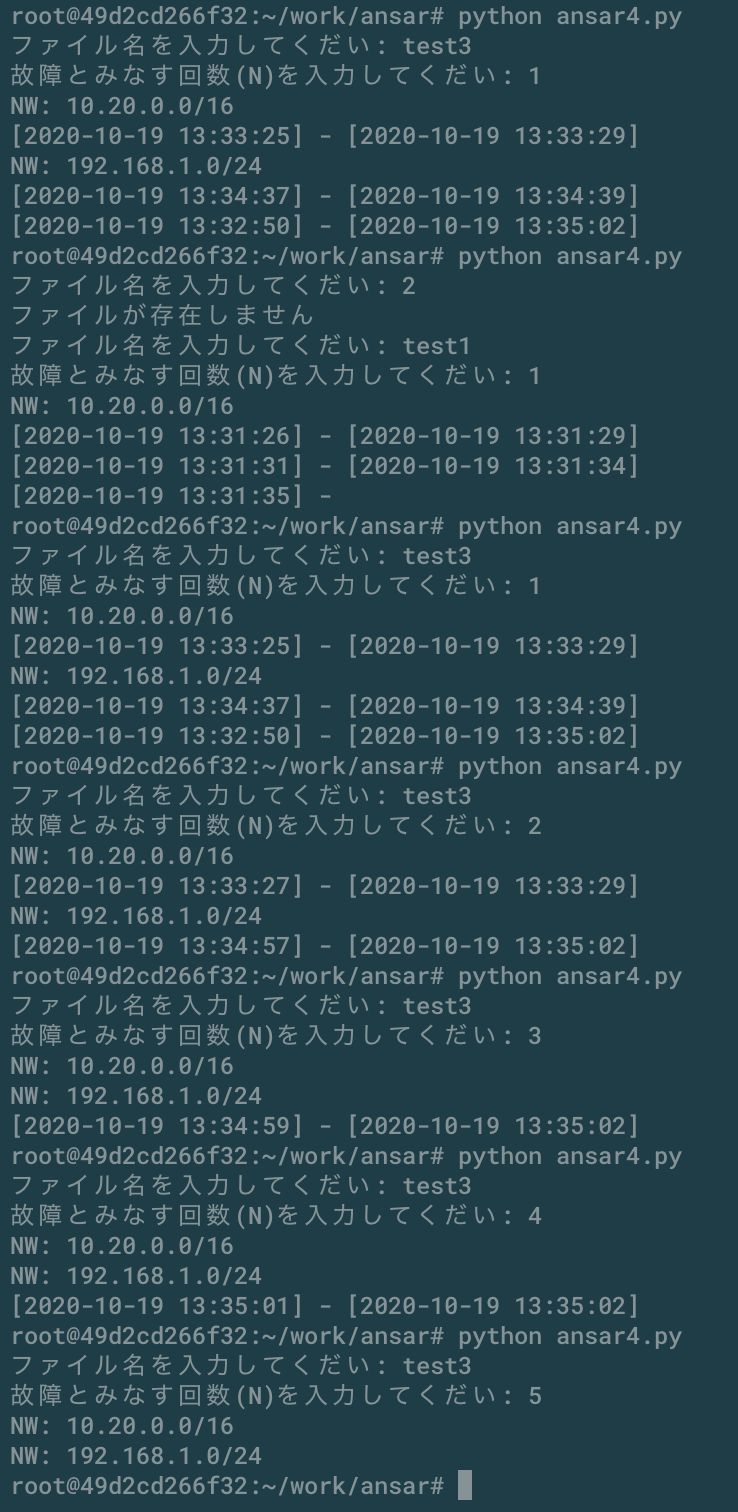 root@49d2cd266f32:~/work/ansar# python ansar4.py
ファイル名を入力してくだい: test3
故障とみなす回数(N)を入力してくだい: 1
NW: 10.20.0.0/16
[2020-10-19 13:33:25] - [2020-10-19 13:33:29]
NW: 192.168.1.0/24
[2020-10-19 13:34:37] - [2020-10-19 13:34:39]
[2020-10-19 13:32:50] - [2020-10-19 13:35:02]
root@49d2cd266f32:~/work/ansar# python ansar4.py
ファイル名を入力してくだい: 2
ファイルが存在しません
ファイル名を入力してくだい: test1
故障とみなす回数(N)を入力してくだい: 1
NW: 10.20.0.0/16
[2020-10-19 13:31:26] - [2020-10-19 13:31:29]
[2020-10-19 13:31:31] - [2020-10-19 13:31:34]
[2020-10-19 13:31:35] -
root@49d2cd266f32:~/work/ansar# python ansar4.py
ファイル名を入力してくだい: test3
故障とみなす回数(N)を入力してくだい: 1
NW: 10.20.0.0/16
[2020-10-19 13:33:25] - [2020-10-19 13:33:29]
NW: 192.168.1.0/24
[2020-10-19 13:34:37] - [2020-10-19 13:34:39]
[2020-10-19 13:32:50] - [2020-10-19 13:35:02]
root@49d2cd266f32:~/work/ansar# python ansar4.py
ファイル名を入力してくだい: test3
故障とみなす回数(N)を入力してくだい: 2
NW: 10.20.0.0/16
[2020-10-19 13:33:27] - [2020-10-19 13:33:29]
NW: 192.168.1.0/24
[2020-10-19 13:34:57] - [2020-10-19 13:35:02]
root@49d2cd266f32:~/work/ansar# python ansar4.py
ファイル名を入力してくだい: test3
故障とみなす回数(N)を入力してくだい: 3
NW: 10.20.0.0/16
NW: 192.168.1.0/24
[2020-10-19 13:34:59] - [2020-10-19 13:35:02]
root@49d2cd266f32:~/work/ansar# python ansar4.py
ファイル名を入力してくだい: test3
故障とみなす回数(N)を入力してくだい: 4
NW: 10.20.0.0/16
NW: 192.168.1.0/24
[2020-10-19 13:35:01] - [2020-10-19 13:35:02]
root@49d2cd266f32:~/work/ansar# python ansar4.py
ファイル名を入力してくだい: test3
故障とみなす回数(N)を入力してくだい: 5
NW: 10.20.0.0/16
NW: 192.168.1.0/24
root@49d2cd266f32:~/work/ansar#